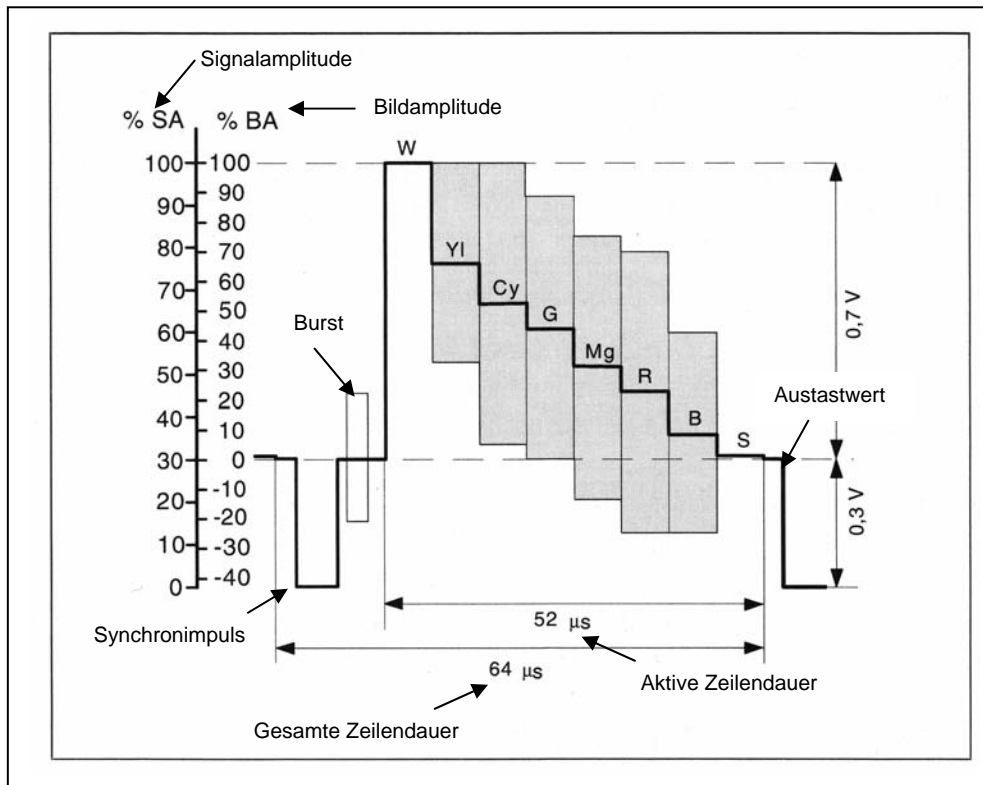 Signalamplitude
Bildamplitude
% SA
% BA
100
90
80
70
60
50
40
30
20
10
0
100
90
80
70
60
50
40
30
20
10
0
-10
-20
-30
-40
W
Yl
Cy
G
Mg
R
B
S
Burst
Austastwert
0,7 V
0,3 V
Synchronimpuls
52 µs
64 µs
Aktive Zeilendauer
Gesamte Zeilendauer